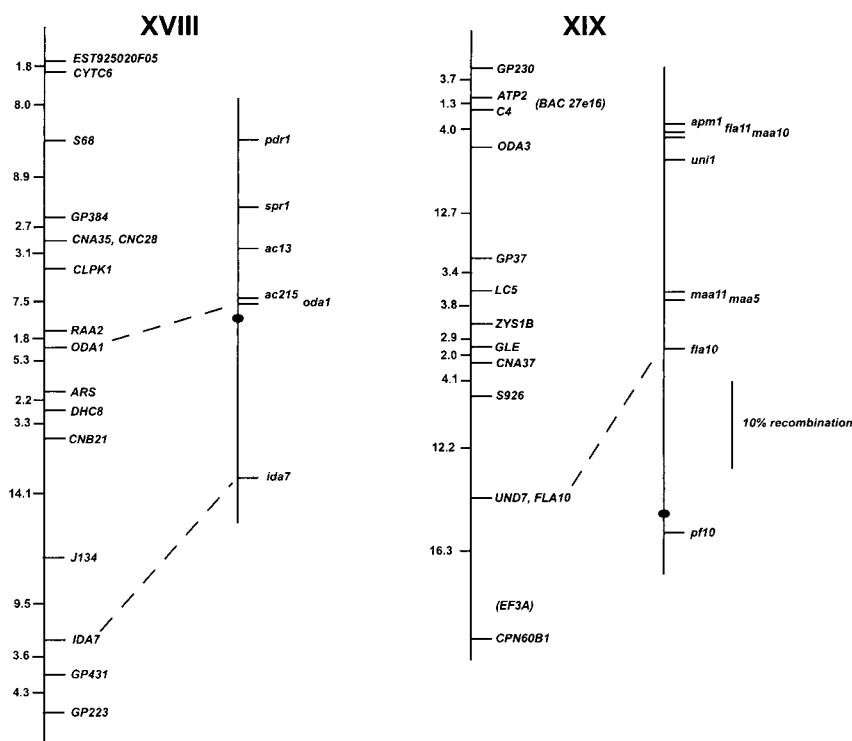 XVIII
EST925020F05
1.8
CYTC6
8.0
S68
8.9
GP384
2.7
CNA35, CNC28
3.1
CLPK1
7.5
RAA2
1.8
ODA1
5.3
ARS
2.2
DHC8
3.3
CNB21
14.1
J134
9.5
IDA7
3.6
GP431
4.3
GP223
pdr1
spr1
ac13
ac215 oda1
ida7
XIX
GP230
3.7
ATP2
(BAC 27e16)
1.3
C4
4.0
ODA3
12.7
GP37
3.4
LC5
3.8
ZYS1B
2.9
GLE
2.0
CNA37
4.1
S926
12.2
UND7, FLA10
16.3
(EF3A)
CPN60B1
apm1 fla11 maa10
uni1
maa11 maa5
fla10
10% recombination
pf10